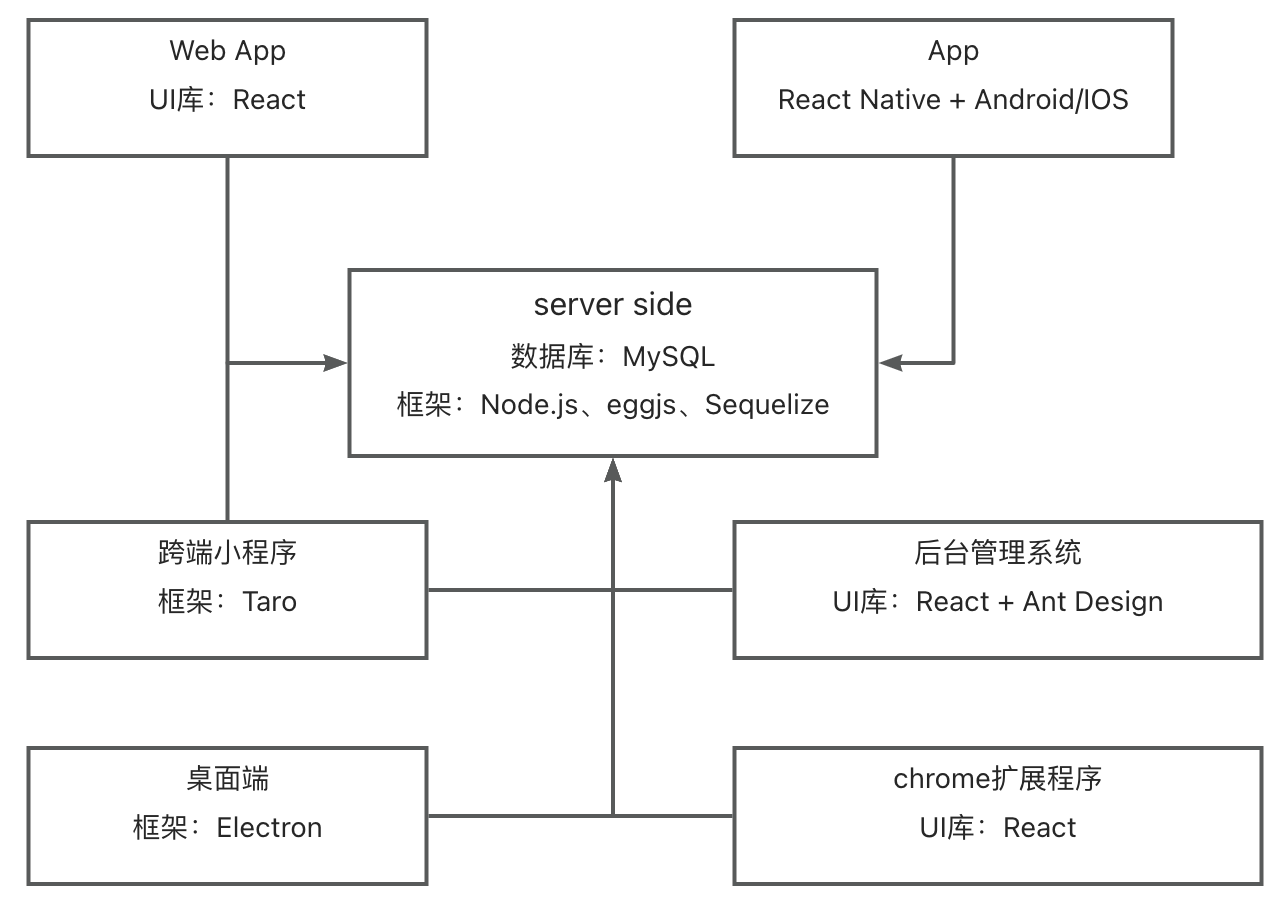 Web App
UI库：React
App
React Native + Android/IOS
server side
数据库：MySQL
框架：Node.js、eggjs、Sequelize
跨端小程序
框架：Taro
后台管理系统
UI库：React + Ant Design
桌面端
框架：Electron
chrome扩展程序
UI库：React